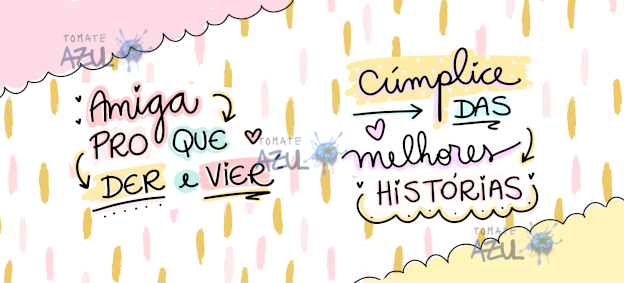 TOMATE
AZUL
Amiga
PRO QUE
DER e VIER
TOMATE
AZUL
Cúmplice
DAS
melhores
HISTÓRIAS
TOMATE
AZUL